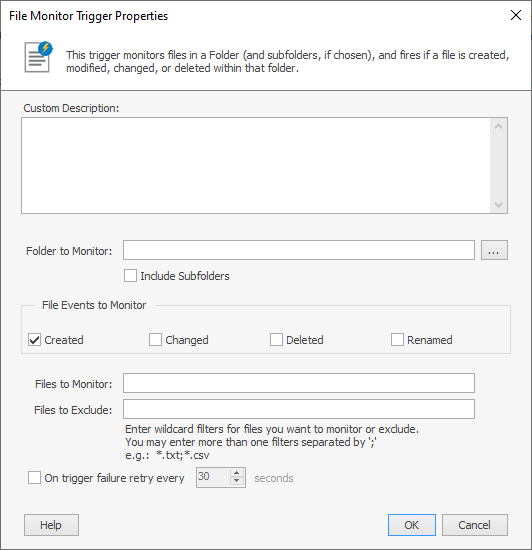 File Monitor Trigger Properties
This trigger monitors files in a Folder (and subfolders, if chosen), and fires if a file is created,
modified, changed, or deleted within that folder.
Custom Description:
Folder to Monitor:
...
Include Subfolders
File Events to Monitor
Created Changed Deleted Renamed
Files to Monitor:
Files to Exclude:
Enter wildcard filters for files you want to monitor or exclude.
You may enter more than one filters separated by ';'
e.g.: *.txt;*.csv
On trigger failure retry every 30 seconds
Help OK Cancel